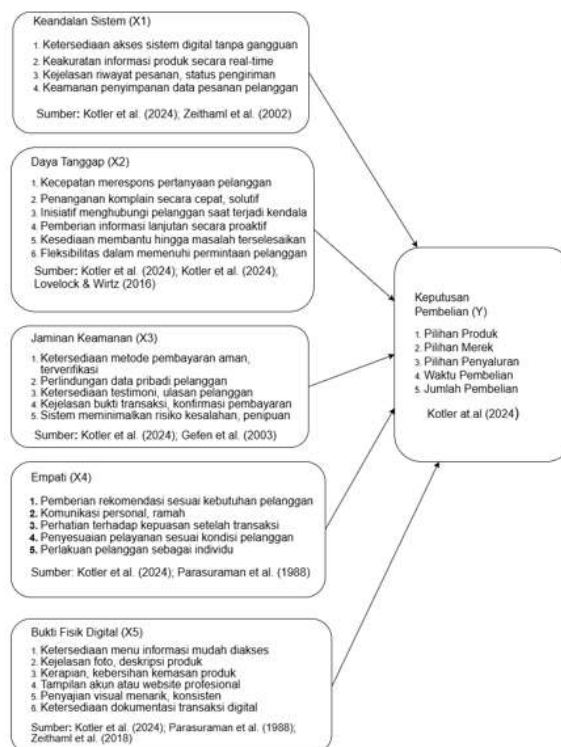 Keandalan Sistem (X1)
1. Ketersediaan akses sistem digital tanpa gangguan
2. Keakuratan informasi produk secara real-time
3. Kejelasan riwayat pesanan, status pengiriman
4. Keamanan penyimpanan data pesanan pelanggan
Sumber: Kotler et al. (2024); Zeithaml et al. (2002)
Daya Tanggap (X2)
1. Kecepatan merespons pertanyaan pelanggan
2. Penanganan komplain secara cepat, solutif
3. Inisiatif menghubungi pelanggan saat terjadi kendala
4. Pemberian informasi lanjutan secara proaktif
5. Kesediaan membantu hingga masalah terselesaikan
6. Fleksibilitas dalam memenuhi permintaan pelanggan
Sumber: Kotler et al. (2024); Kotler et al. (2024);
Lovelock & Wirtz (2016)
Jaminan Keamanan (X3)
1. Ketersediaan metode pembayaran aman,
terverifikasi
2. Perlindungan data pribadi pelanggan
3. Ketersediaan testimoni, ulasan pelanggan
4. Kejelasan bukti transaksi, konfirmasi pembayaran
5. Sistem meminimalkan risiko kesalahan, penipuan
Sumber: Kotler et al. (2024); Gefen et al. (2003)
Empati (X4)
1. Pemberian rekomendasi sesuai kebutuhan pelanggan
2. Komunikasi personal, ramah
3. Perhatian terhadap kepuasan setelah transaksi
4. Penyesuaian pelayanan sesuai kondisi pelanggan
5. Perlakuan pelanggan sebagai individu
Sumber: Kotler et al. (2024); Parasuraman et al. (1988)
Bukti Fisik Digital (X5)
1. Ketersediaan menu informasi mudah diakses
2. Kejelasan foto, deskripsi produk
3. Kerapian, kebersihan kemasan produk
4. Tampilan akun atau website profesional
5. Penyajian visual menarik, konsisten
6. Ketersediaan dokumentasi transaksi digital
Sumber: Kotler et al. (2024); Parasuraman et al. (1988);
Zeithaml et al. (2018)
Keputusan
Pembelian (Y)
1. Pilihan Produk
2. Pilihan Merek
3. Pilihan Penyaluran
4. Waktu Pembelian
5. Jumlah Pembelian
Kotler at.al (2024)